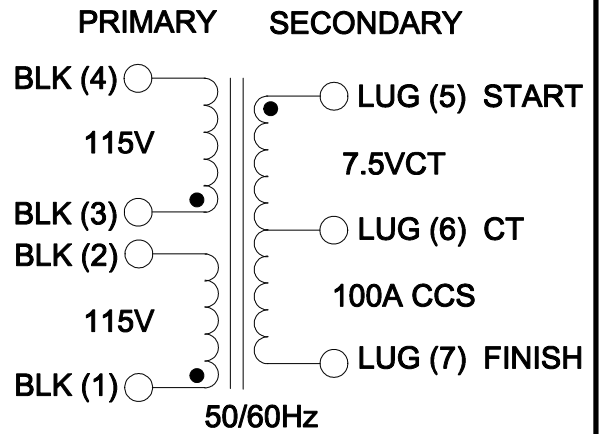 PRIMARY SECONDARY
BLK (4) LUG (5) START
115V 7.5VCT
BLK (3) LUG (6) CT
BLK (2)
115V 100A CCS
BLK (1) LUG (7) FINISH
50/60Hz